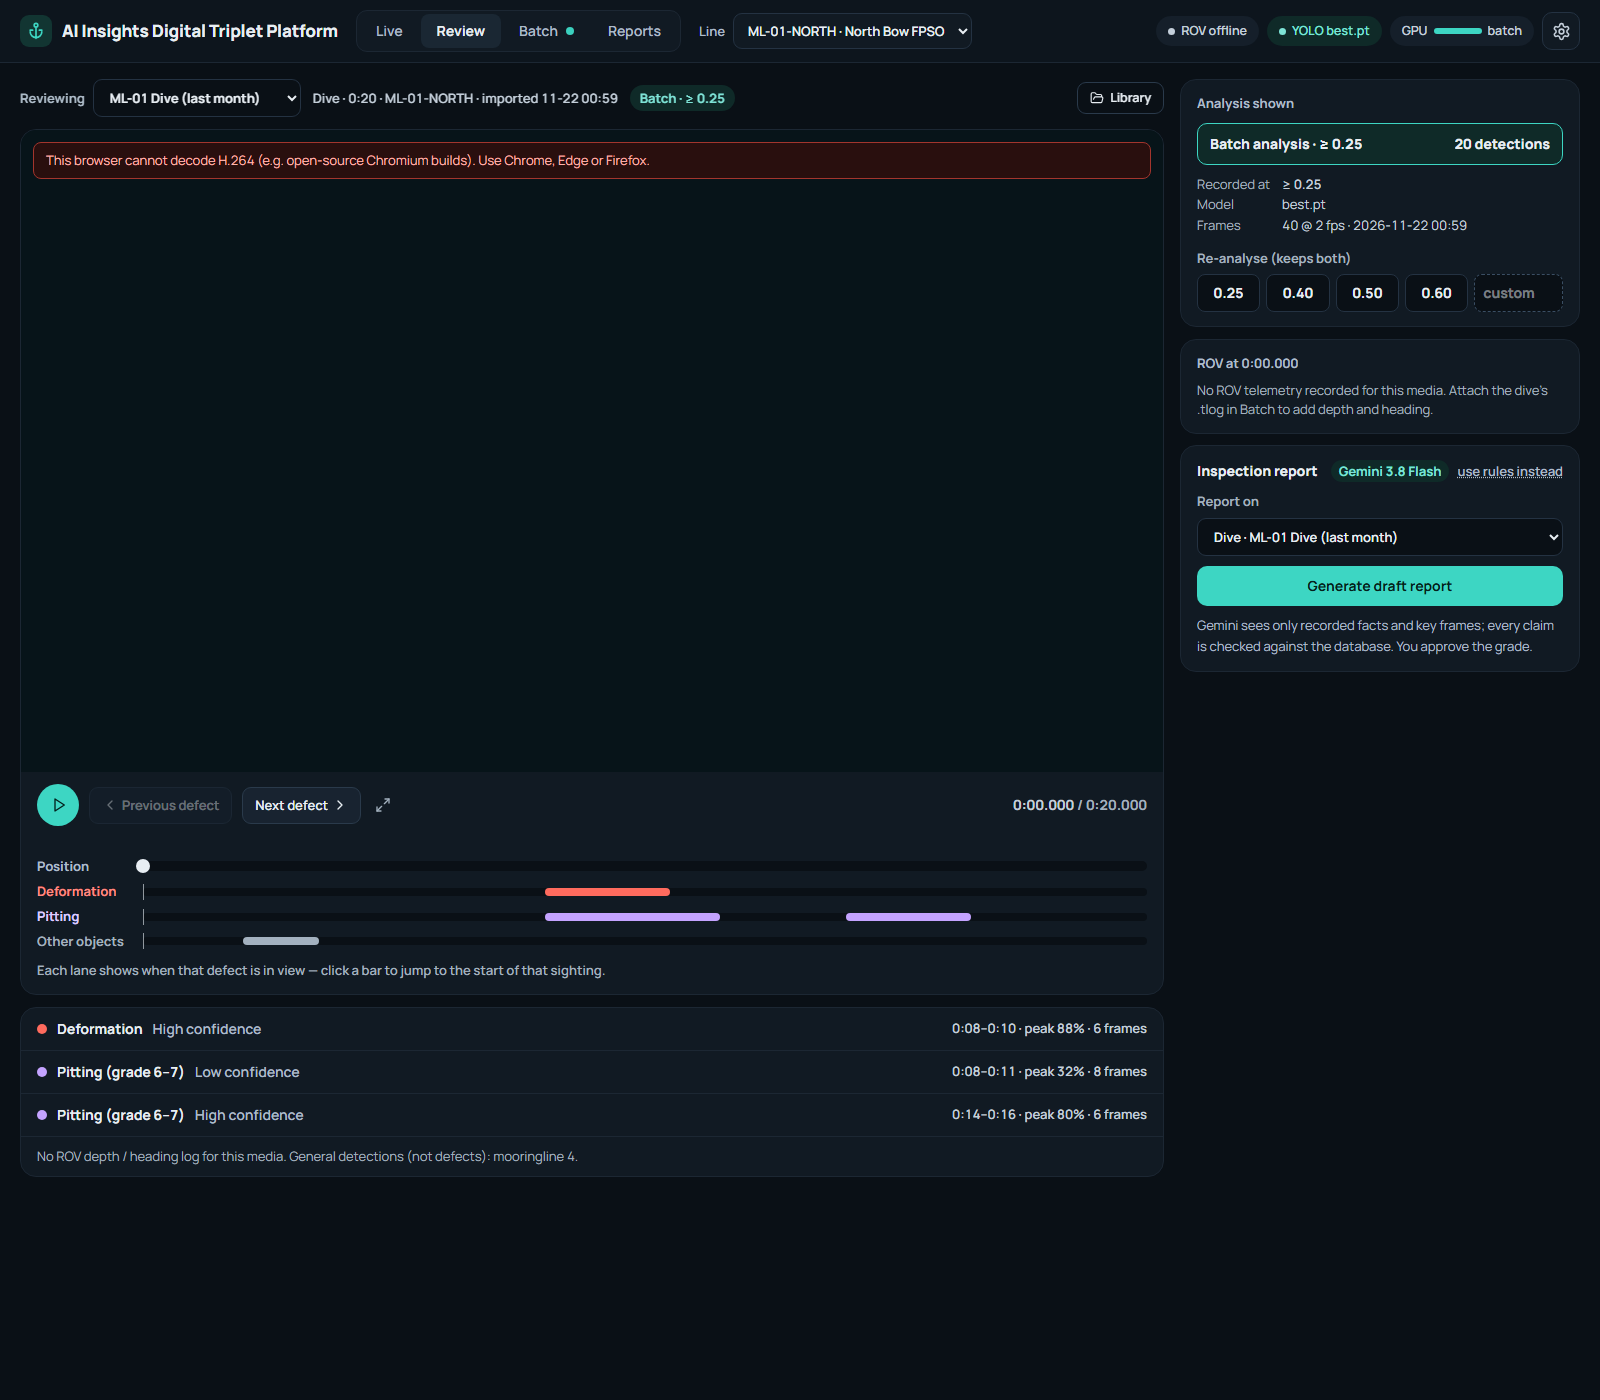 AI Insights Digital Triplet Platform
Live
Review
Batch
Reports
Line
ML-01-NORTH · North Bow FPSO
ROV offline
YOLO best.pt
GPU
batch
Reviewing
ML-01 Dive (last month)
Dive · 0:20 · ML-01-NORTH · imported 11-22 00:59
Batch · ≥ 0.25
Library
This browser cannot decode H.264 (e.g. open-source Chromium builds). Use Chrome, Edge or Firefox.
Previous defect
Next defect
0:00.000 / 0:20.000
Position
Deformation
Pitting
Other objects
Each lane shows when that defect is in view — click a bar to jump to the start of that sighting.
Deformation High confidence
0:08–0:10 · peak 88% · 6 frames
Pitting (grade 6–7) Low confidence
0:08–0:11 · peak 32% · 8 frames
Pitting (grade 6–7) High confidence
0:14–0:16 · peak 80% · 6 frames
No ROV depth / heading log for this media. General detections (not defects): mooringline 4.
Analysis shown
Batch analysis · ≥ 0.25
20 detections
Recorded at ≥ 0.25
Model best.pt
Frames 40 @ 2 fps · 2026-11-22 00:59
Re-analyse (keeps both)
0.25
0.40
0.50
0.60
custom
ROV at 0:00.000
No ROV telemetry recorded for this media. Attach the dive's
.tlog in Batch to add depth and heading.
Inspection report
Gemini 3.8 Flash
use rules instead
Report on
Dive · ML-01 Dive (last month)
Generate draft report
Gemini sees only recorded facts and key frames; every claim
is checked against the database. You approve the grade.